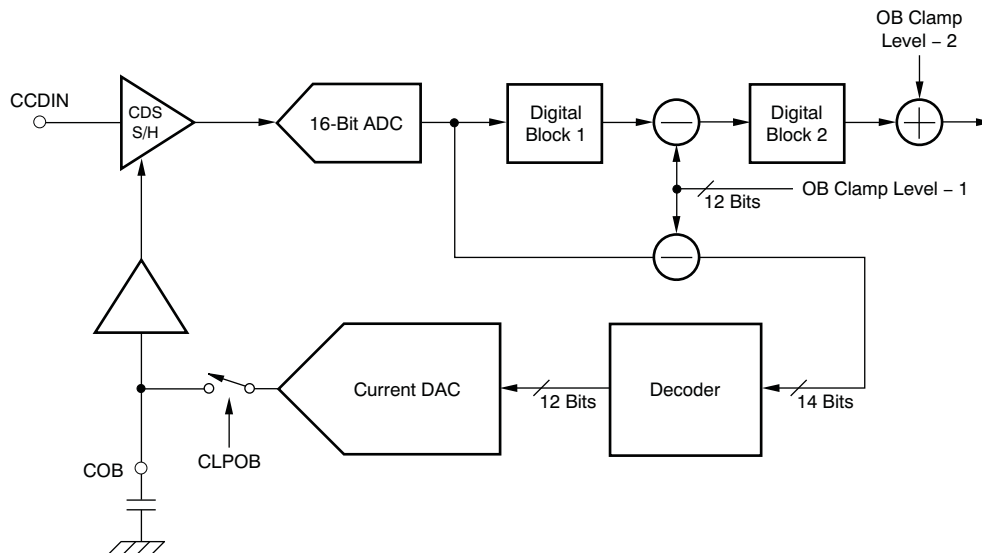 OB Clamp
Level – 2
CCDIN
CDS
S/H
16-Bit ADC
Digital
Block 1
Digital
Block 2
12 Bits
OB Clamp Level – 1
Current DAC
12 Bits
Decoder
14 Bits
CLPOB
COB